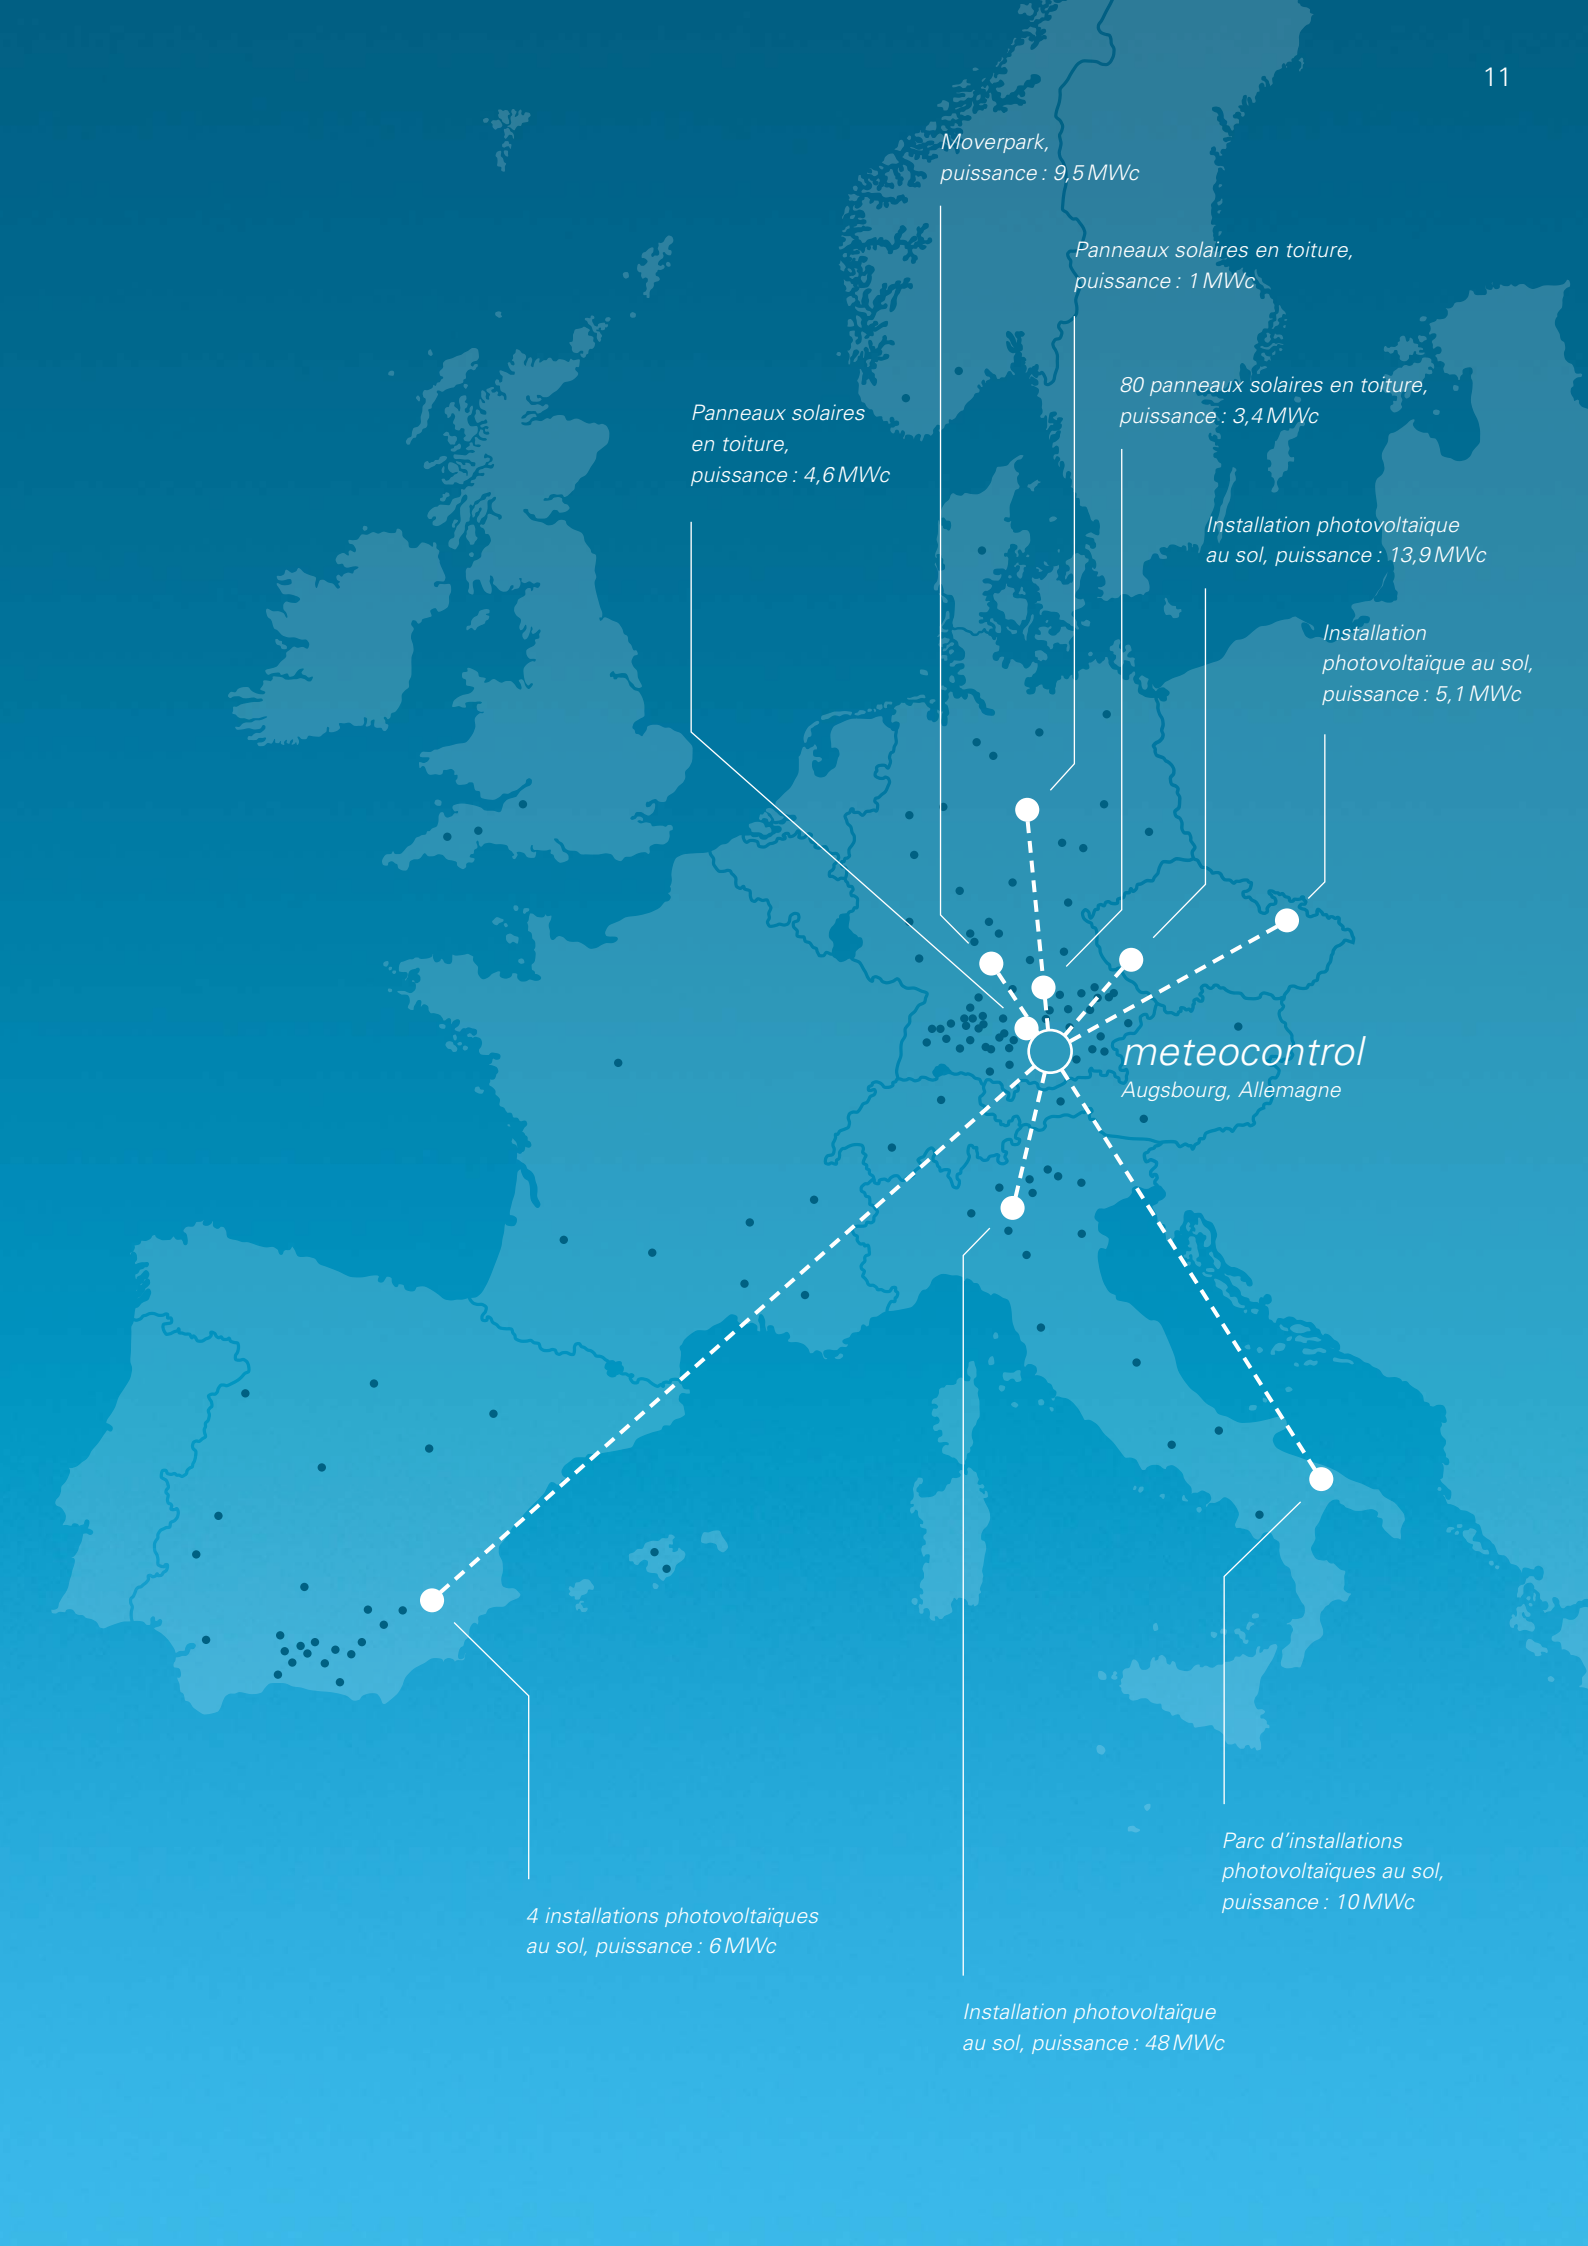 11
Moverpark,
puissance : 9,5 MWc
Panneaux solaires en toiture,
puissance : 1 MWc
80 panneaux solaires en toiture,
puissance : 3,4 MWc
Panneaux solaires
en toiture,
puissance : 4,6 MWc
Installation photovoltaïque
au sol, puissance : 13,9 MWc
Installation
photovoltaïque au sol,
puissance : 5,1 MWc
meteocontrol
Augsbourg, Allemagne
Parc d’installations
photovoltaïques au sol,
puissance : 10 MWc
4 installations photovoltaïques
au sol, puissance : 6 MWc
Installation photovoltaïque
au sol, puissance : 48 MWc